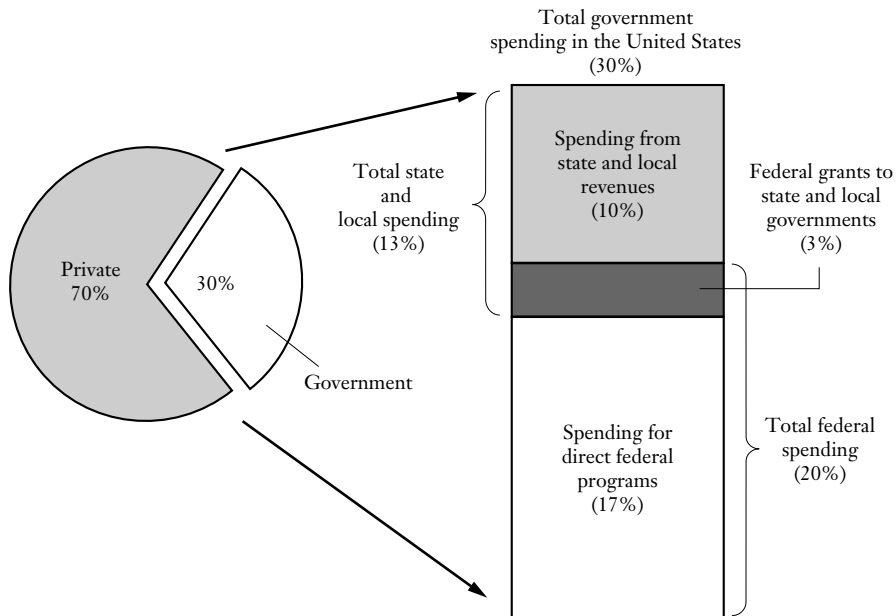 Total government
spending in the United States
(30%)
Spending from
state and local
revenues
(10%)
Total state
and
local spending
(13%)
Federal grants to
state and local
governments
(3%)
Private
70%
30%
Government
Spending for
direct federal
programs
(17%)
Total federal
spending
(20%)